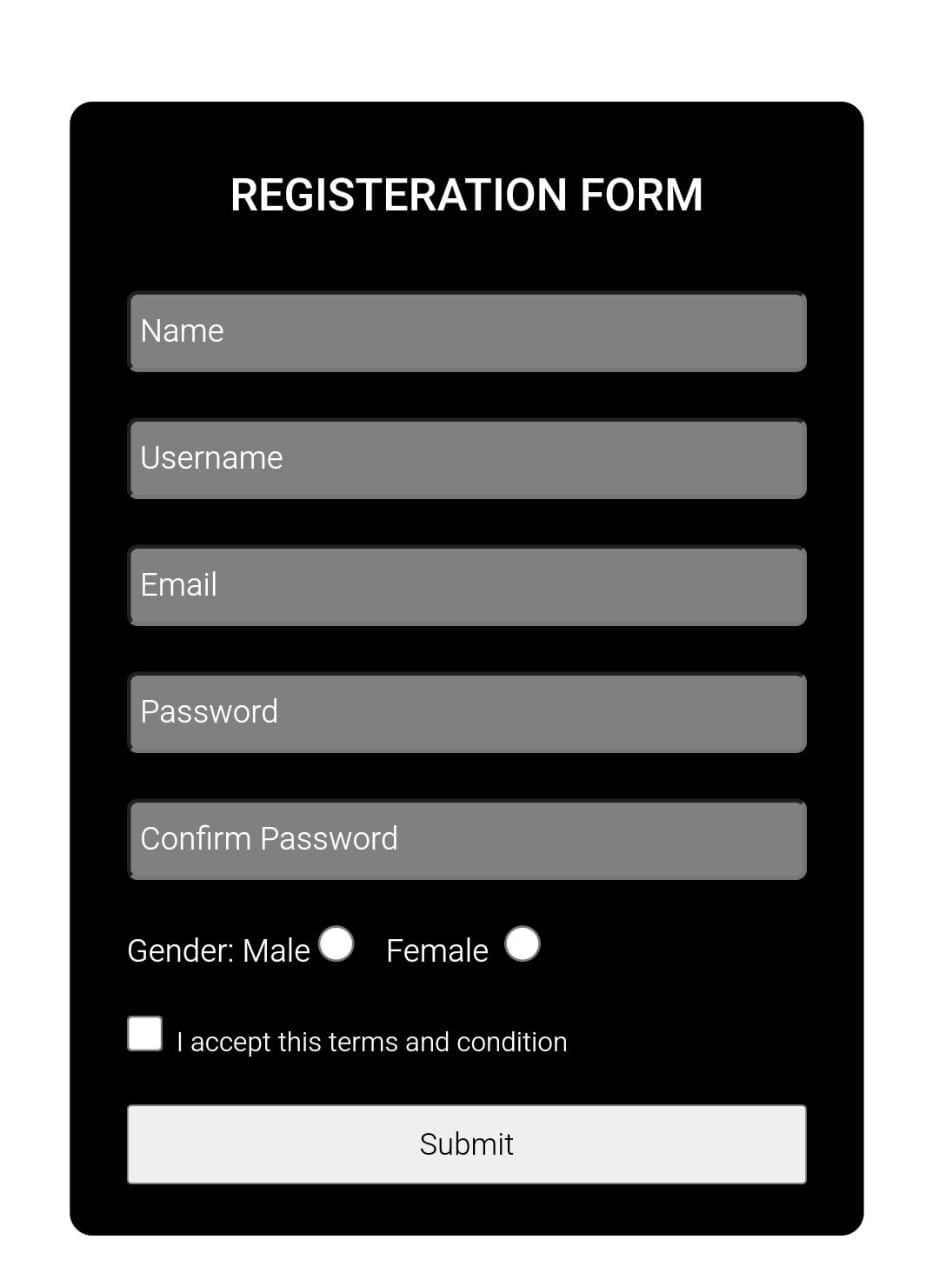 REGISTERATION FORM
Name
Username
Email
Password
Confirm Password
Gender: Male Female
I accept this terms and condition
Submit